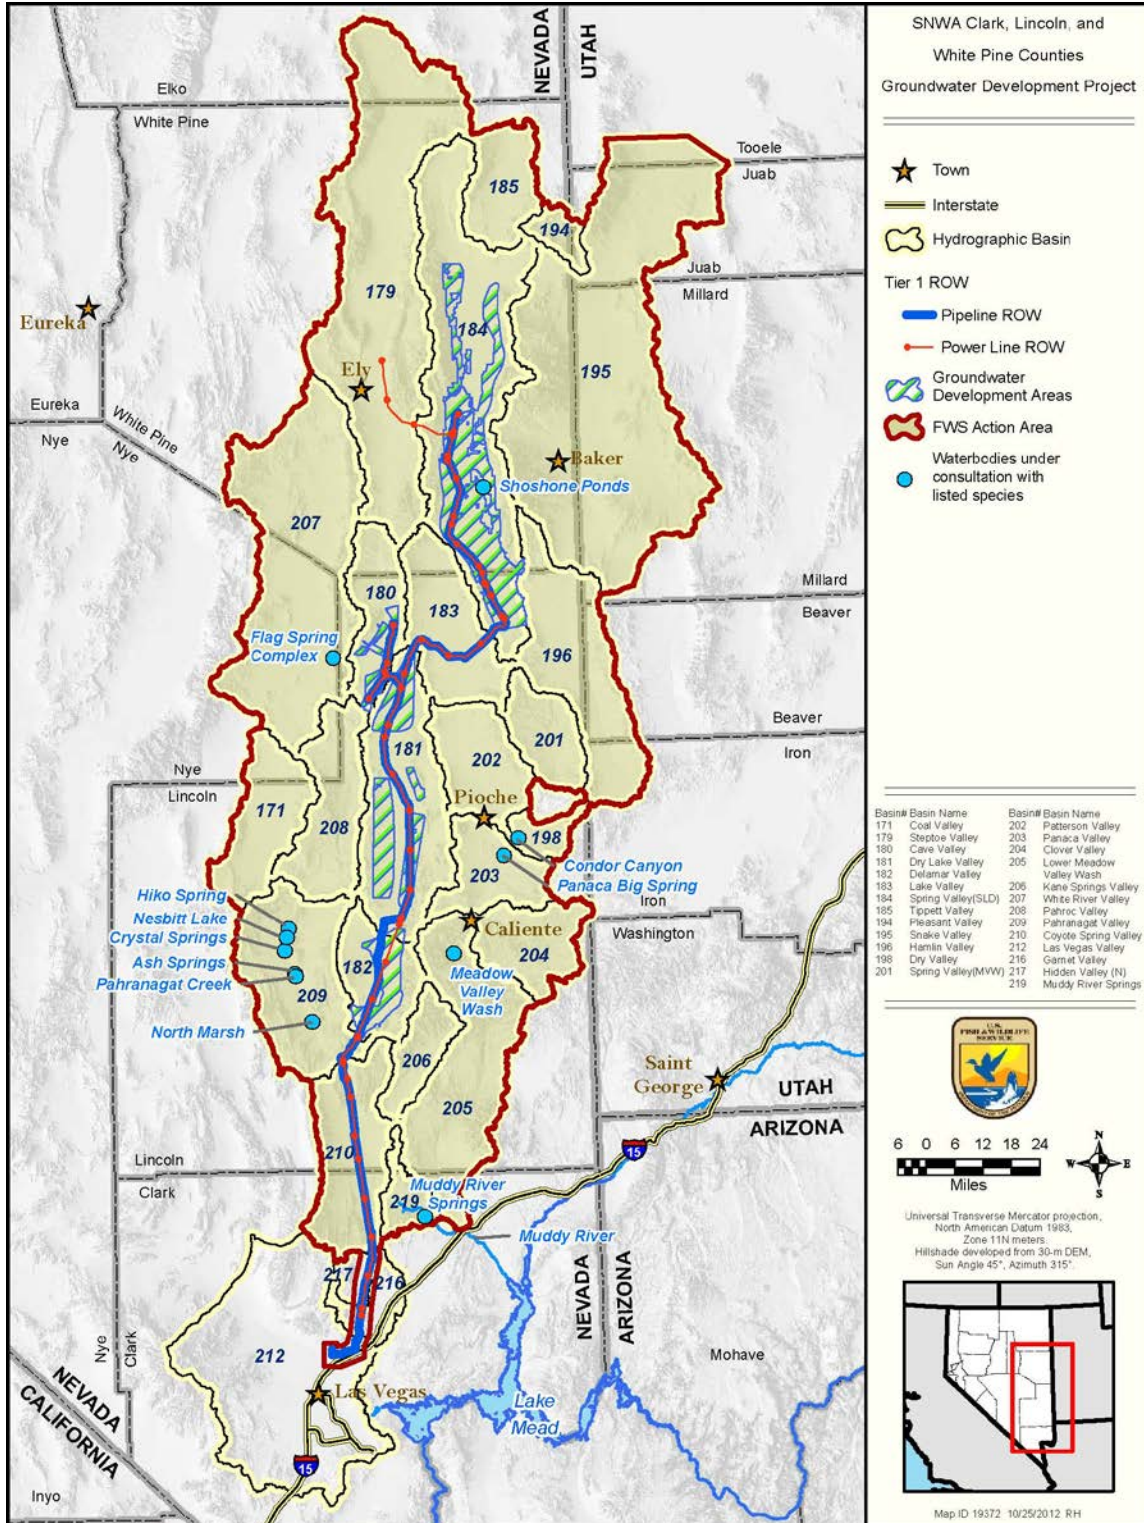 SNWA Clark, Lincoln, and
White Pine Counties
Groundwater Development Project
Town
Interstate
Hydrographic Basin
Tier 1 ROW
Pipeline ROW
Power Line ROW
Groundwater
Development Areas
FWS Action Area
Waterbodies under
consultation with
listed species
Basin# Basin Name Basin# Basin Name
171 Coal Valley 202 Patterson Valley
179 Steptoe Valley 203 Panaca Valley
180 Cave Valley 204 Clover Valley
181 Dry Lake Valley 205 Lower Meadow
182 Delamar Valley Valley Wash
183 Lake Valley 206 Kane Springs Valley
184 Spring Valley(SLD) 207 White River Valley
185 Tippett Valley 208 Pahroc Valley
194 Pleasant Valley 209 Pahranagat Valley
195 Snake Valley 210 Coyote Spring Valley
196 Hamlin Valley 212 Las Vegas Valley
198 Dry Valley 216 Garnet Valley
201 Spring Valley(MVW) 217 Hidden Valley (N)
219 Muddy River Springs
U.S.
FISH & WILDLIFE
SERVICE
6 0 6 12 18 24
Miles
N
W E
S
Universal Transverse Mercator projection,
North American Datum 1983,
Zone 11N meters.
Hillshade developed from 30-m DEM,
Sun Angle 45°, Azimuth 315°.
Map ID 19372 10/25/2012 RH
NEVADA
UTAH
Elko
White Pine
Tooele
Juab
185
194
Juab
Millard
179
184
Eureka
195
Ely
Eureka
Nye
White Pine
Nye
Baker
Shoshone Ponds
207
180
183
Millard
Beaver
Flag Spring
Complex
196
201
Beaver
Iron
181
202
Nye
Lincoln
171
208
Pioche
198
Condor Canyon
Panaca Big Spring
203
Iron
Washington
Hiko Spring
Nesbitt Lake
Crystal Springs
Ash Springs
Pahranagat Creek
North Marsh
209
182
Caliente
204
Meadow
Valley
Wash
206
Saint
George
UTAH
ARIZONA
205
210
15
Lincoln
Clark
219
Muddy River
Springs
Muddy River
217
216
NEVADA
ARIZONA
Nye
Clark
212
Mohave
Las Vegas
Lake
Mead
NEVADA
CALIFORNIA
15
Inyo